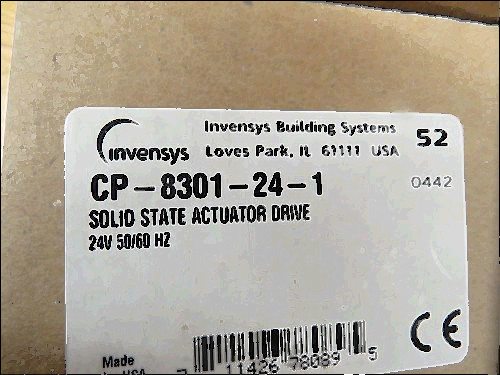 Invensys Building Systems 52
invensys Loves Park, IL 61111 USA
CP-8301-24-1 0442
SOLID STATE ACTUATOR DRIVE
24V 50/60 HZ
CE
Made
11426 78089 5